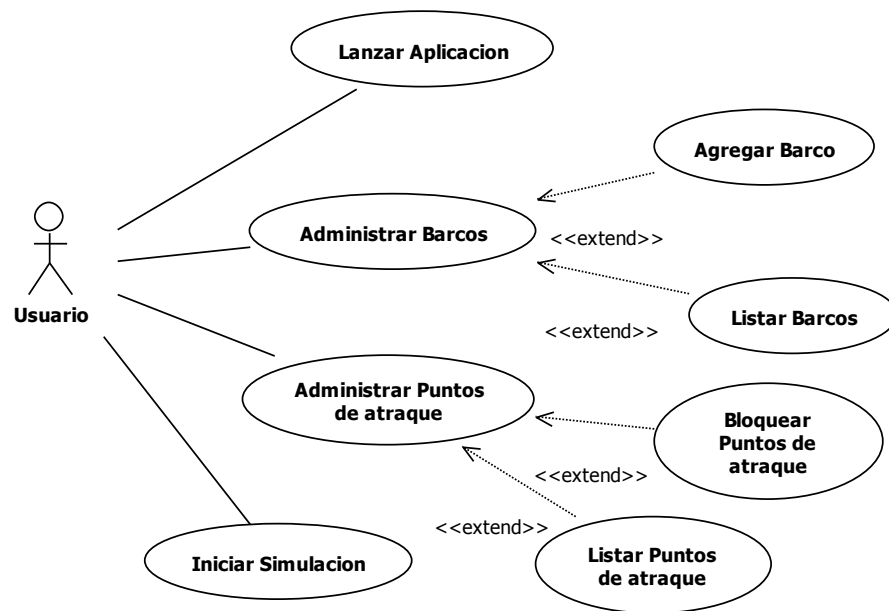 Lanzar Aplicacion
Agregar Barco
Administrar Barcos
<<extend>>
Usuario
Listar Barcos
<<extend>>
Administrar Puntos
de atraque
Bloquear
Puntos de
atraque
<<extend>>
<<extend>>
Iniciar Simulacion
Listar Puntos
de atraque